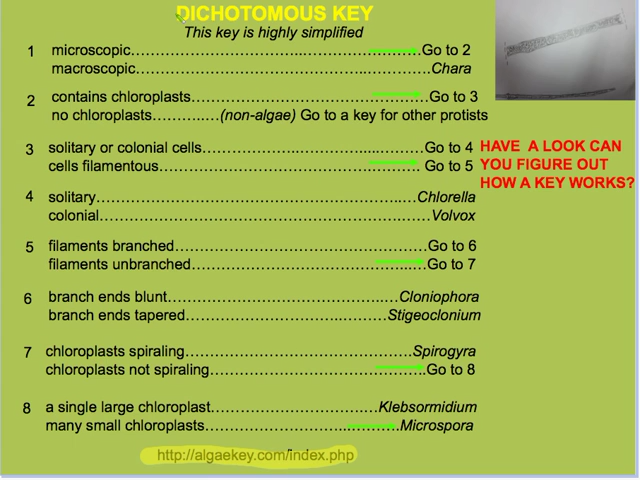 DICHOTOMOUS KEY
This key is highly simplified
1 microscopic……………………………..……………………Go to 2
macroscopic………………………………………...………….Chara
2 contains chloroplasts…………………………………………Go to 3
no chloroplasts………..…(non-algae) Go to a key for other protists
3 solitary or colonial cells………………..………….....………Go to 4
cells filamentous……………………………………………… Go to 5
HAVE A LOOK CAN
YOU FIGURE OUT
HOW A KEY WORKS?
4 solitary……………………………………………………..…Chlorella
colonial………………………………………………………….……Volvox
5 filaments branched……………………………………………Go to 6
filaments unbranched…………………………………...…Go to 7
6 branch ends blunt……………………………………..…Cloniophora
branch ends tapered…………………………..………Stigeoclonium
7 chloroplasts spiraling……………………………………….Spirogyra
chloroplasts not spiraling…………………………………….Go to 8
8 a single large chloroplast………………………….…Klebsormidium
many small chloroplasts……………………….………….Microspora
http://algaekey.com/index.php